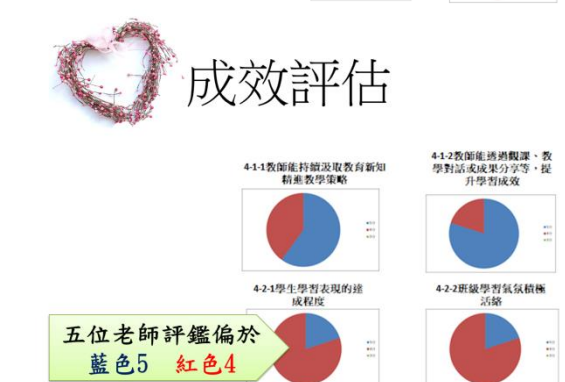 成效評估
4-1-1教師能持續汲取教育新知
精進教學策略
4-1-2教師能透過觀課、教
學對話或成果分享等，提
升學習成效
4-2-1學生學習表現的達
成程度
4-2-2班級學習氣氛積極
活絡
五位老師評鑑偏於
藍色5 紅色4